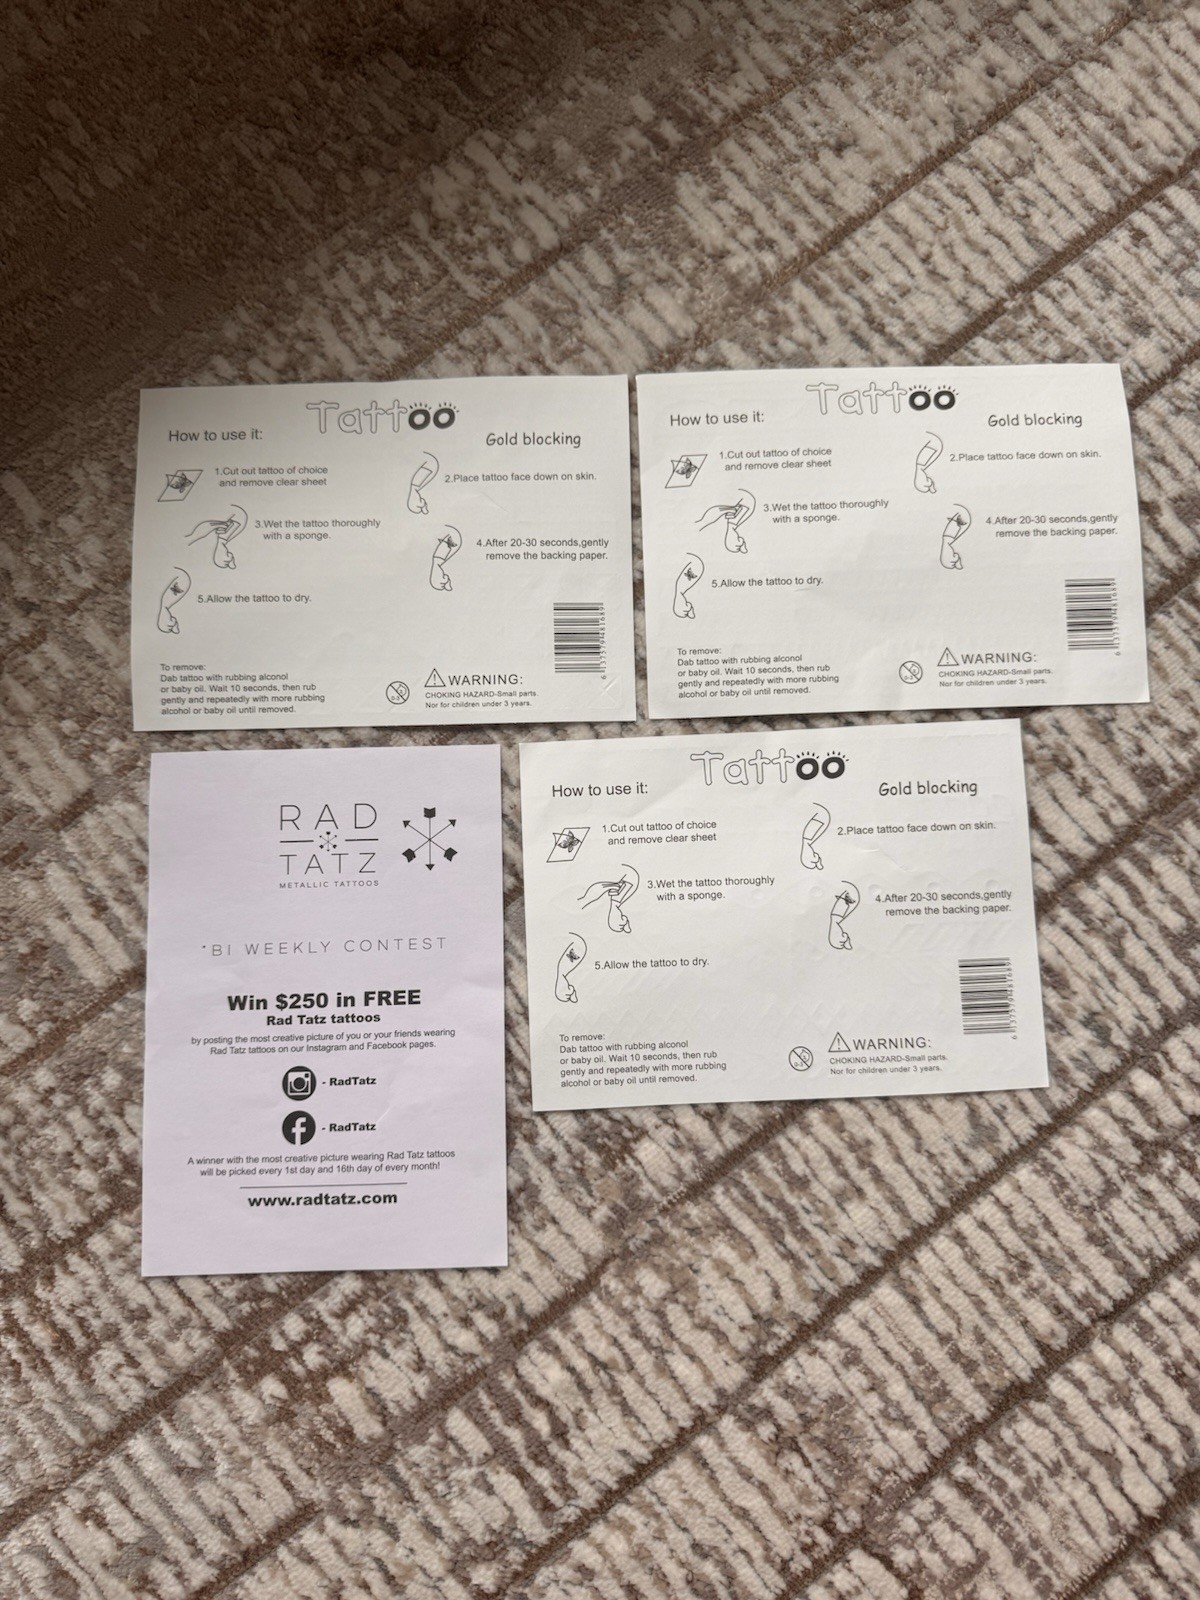 Tattoo
How to use it:
Gold blocking
1.Cut out tattoo of choice
and remove clear sheet
2.Place tattoo face down on skin.
3.Wet the tattoo thoroughly
with a sponge.
4.After 20-30 seconds,gently
remove the backing paper.
5.Allow the tattoo to dry.
To remove:
Dab tattoo with rubbing alconol
or baby oil. Wait 10 seconds, then rub
gently and repeatedly with more rubbing
alcohol or baby oil until removed.
0-3
WARNING:
CHOKING HAZARD-Small parts.
Nor for children under 3 years.
Tattoo
How to use it:
Gold blocking
1.Cut out tattoo of choice
and remove clear sheet
2.Place tattoo face down on skin.
3.Wet the tattoo thoroughly
with a sponge.
4.After 20-30 seconds,gently
remove the backing paper.
5.Allow the tattoo to dry.
To remove:
Dab tattoo with rubbing alconol
or baby oil. Wait 10 seconds, then rub
gently and repeatedly with more rubbing
alcohol or baby oil until removed.
0-3
WARNING:
CHOKING HAZARD-Small parts.
Nor for children under 3 years.
RAD
TATZ
METALLIC TATTOOS
*BI WEEKLY CONTEST
Win $250 in FREE
Rad Tatz tattoos
by posting the most creative picture of you or your friends wearing
Rad Tatz tattoos on our Instagram and Facebook pages.
- RadTatz
- RadTatz
A winner with the most creative picture wearing Rad Tatz tattoos
will be picked every 1st day and 16th day of every month!
www.radtatz.com
Tattoo
How to use it:
Gold blocking
1.Cut out tattoo of choice
and remove clear sheet
2.Place tattoo face down on skin.
3.Wet the tattoo thoroughly
with a sponge.
4.After 20-30 seconds,gently
remove the backing paper.
5.Allow the tattoo to dry.
To remove:
Dab tattoo with rubbing alconol
or baby oil. Wait 10 seconds, then rub
gently and repeatedly with more rubbing
alcohol or baby oil until removed.
0-3
WARNING:
CHOKING HAZARD-Small parts.
Nor for children under 3 years.